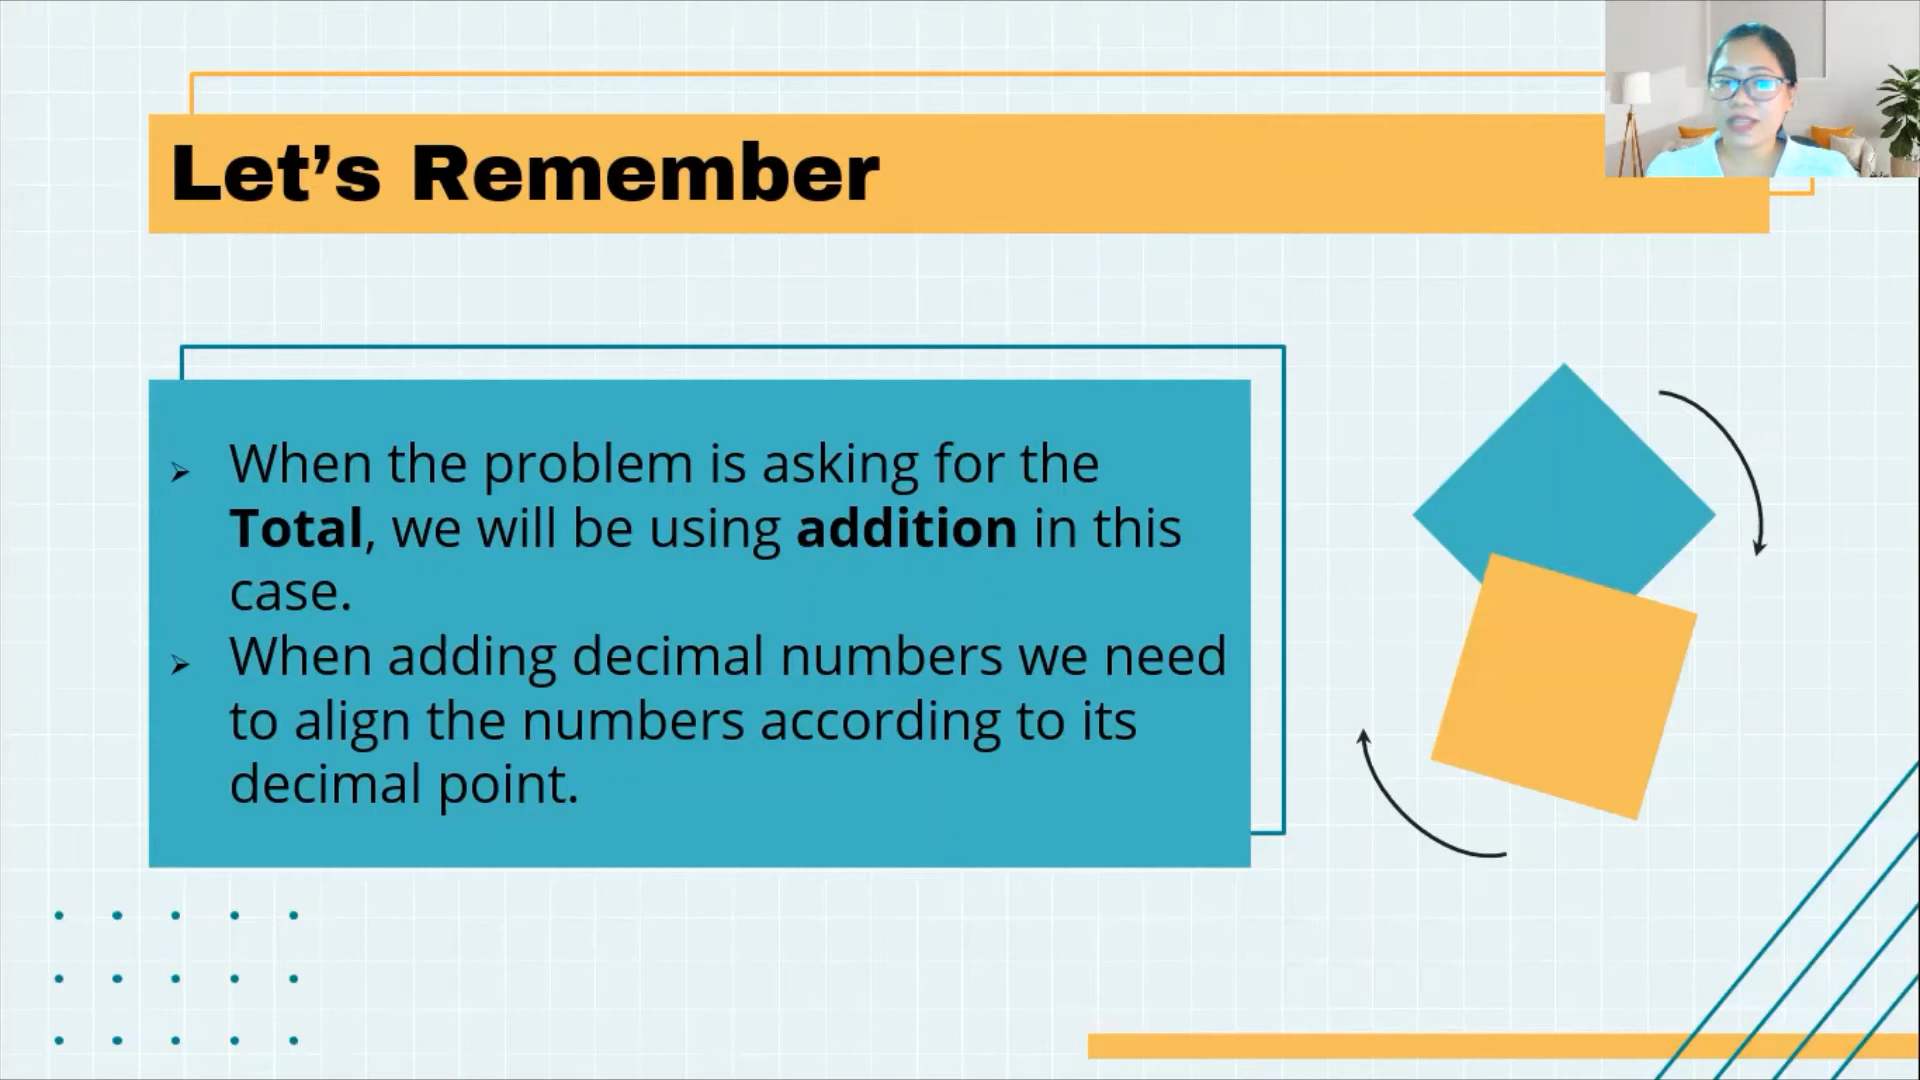 Let’s Remember
➢ When the problem is asking for the
Total, we will be using addition in this
case.
➢ When adding decimal numbers we need
to align the numbers according to its
decimal point.